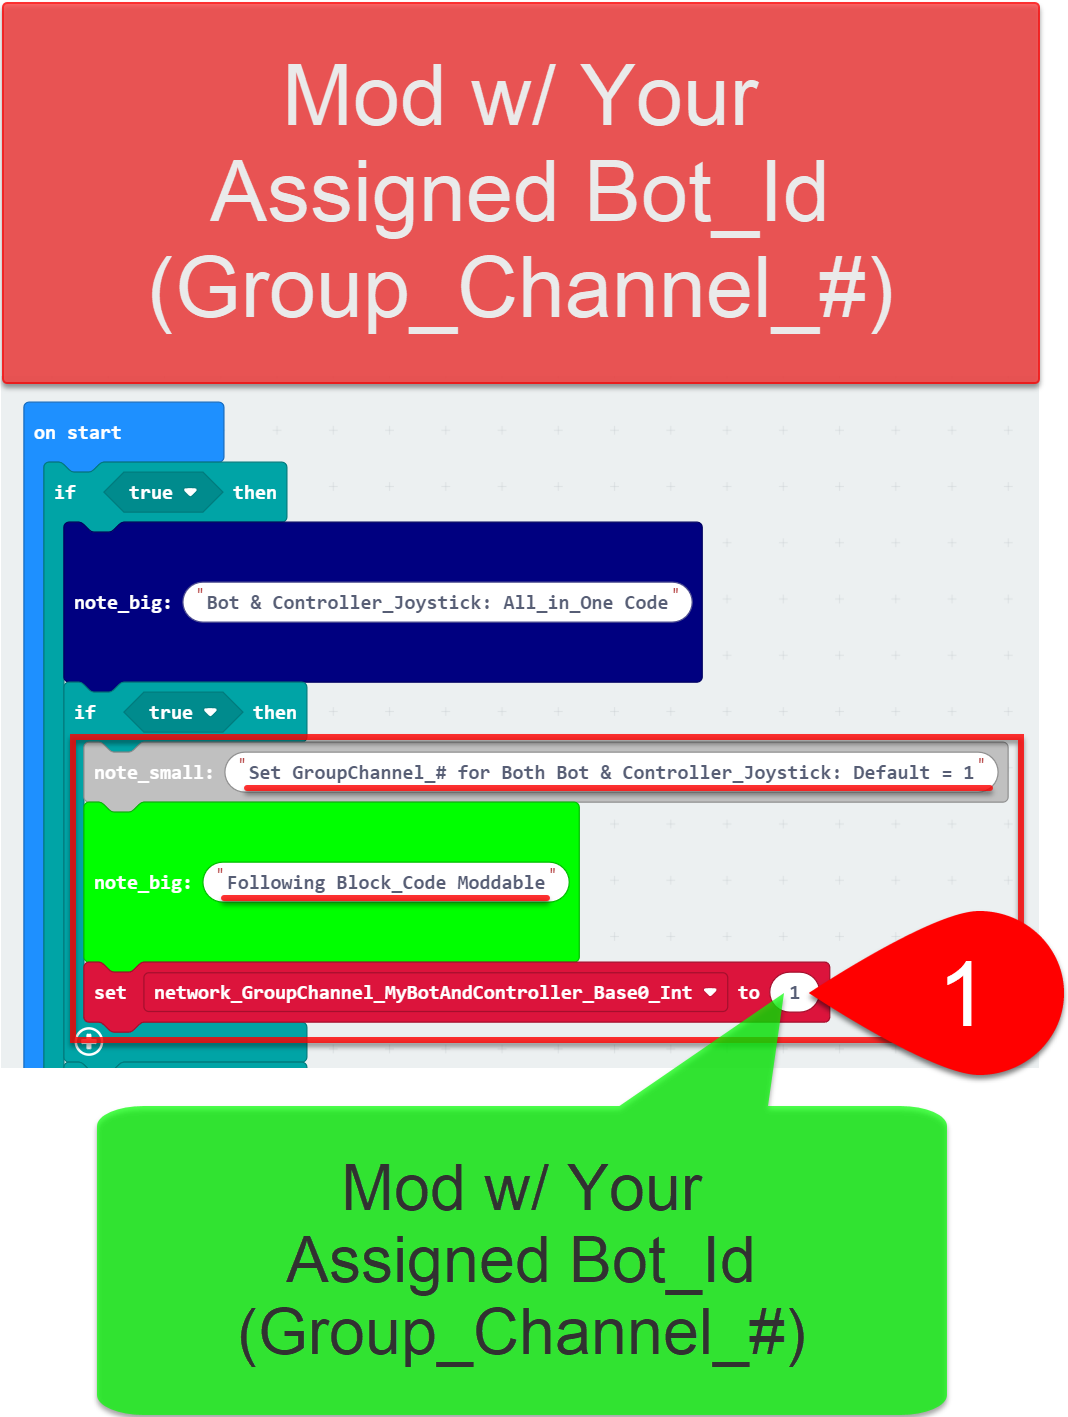 Mod w/ Your
Assigned Bot_Id
(Group_Channel_#)
on start
if true then
note_big: "Bot & Controller_Joystick: All_in_One Code"
if true then
note_small: "Set GroupChannel_# for Both Bot & Controller_Joystick: Default = 1"
note_big: "Following Block_Code Moddable"
set network_GroupChannel_MyBotAndController_Base0_Int to 1
1
Mod w/ Your
Assigned Bot_Id
(Group_Channel_#)